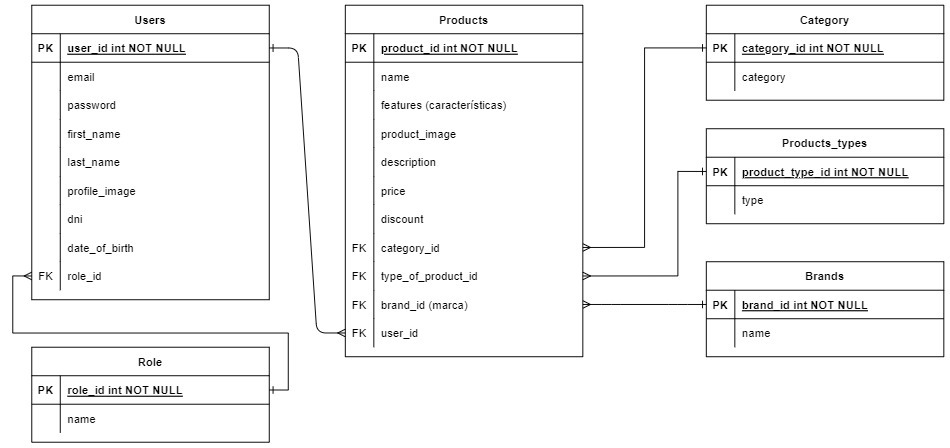 Users
PK user_id int NOT NULL
email
password
first_name
last_name
profile_image
dni
date_of_birth
FK role_id
Role
PK role_id int NOT NULL
name
Products
PK product_id int NOT NULL
name
features (características)
product_image
description
price
discount
FK category_id
FK type_of_product_id
FK brand_id (marca)
FK user_id
Category
PK category_id int NOT NULL
category
Products_types
PK product_type_id int NOT NULL
type
Brands
PK brand_id int NOT NULL
name